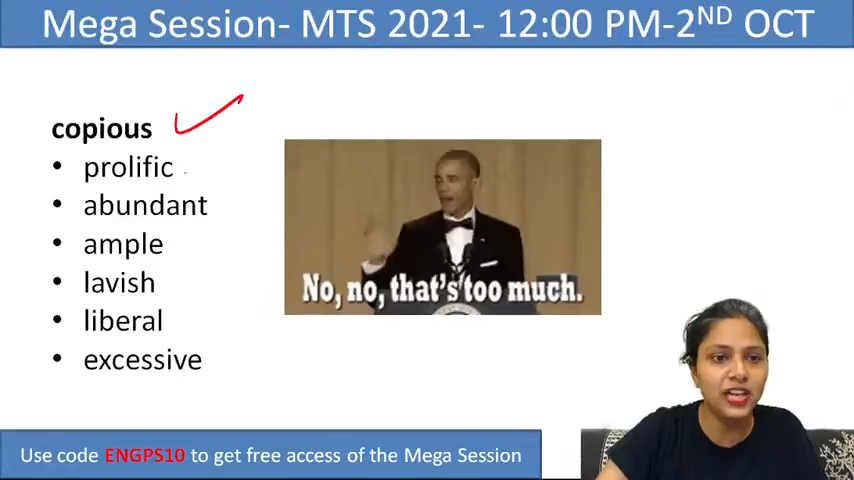 Mega Session- MTS 2021- 12:00 PM-2ND OCT
copious
• prolific
• abundant
• ample
• lavish
• liberal
• excessive
No, no, that's too much.
Use code ENGPS10 to get free access of the Mega Session